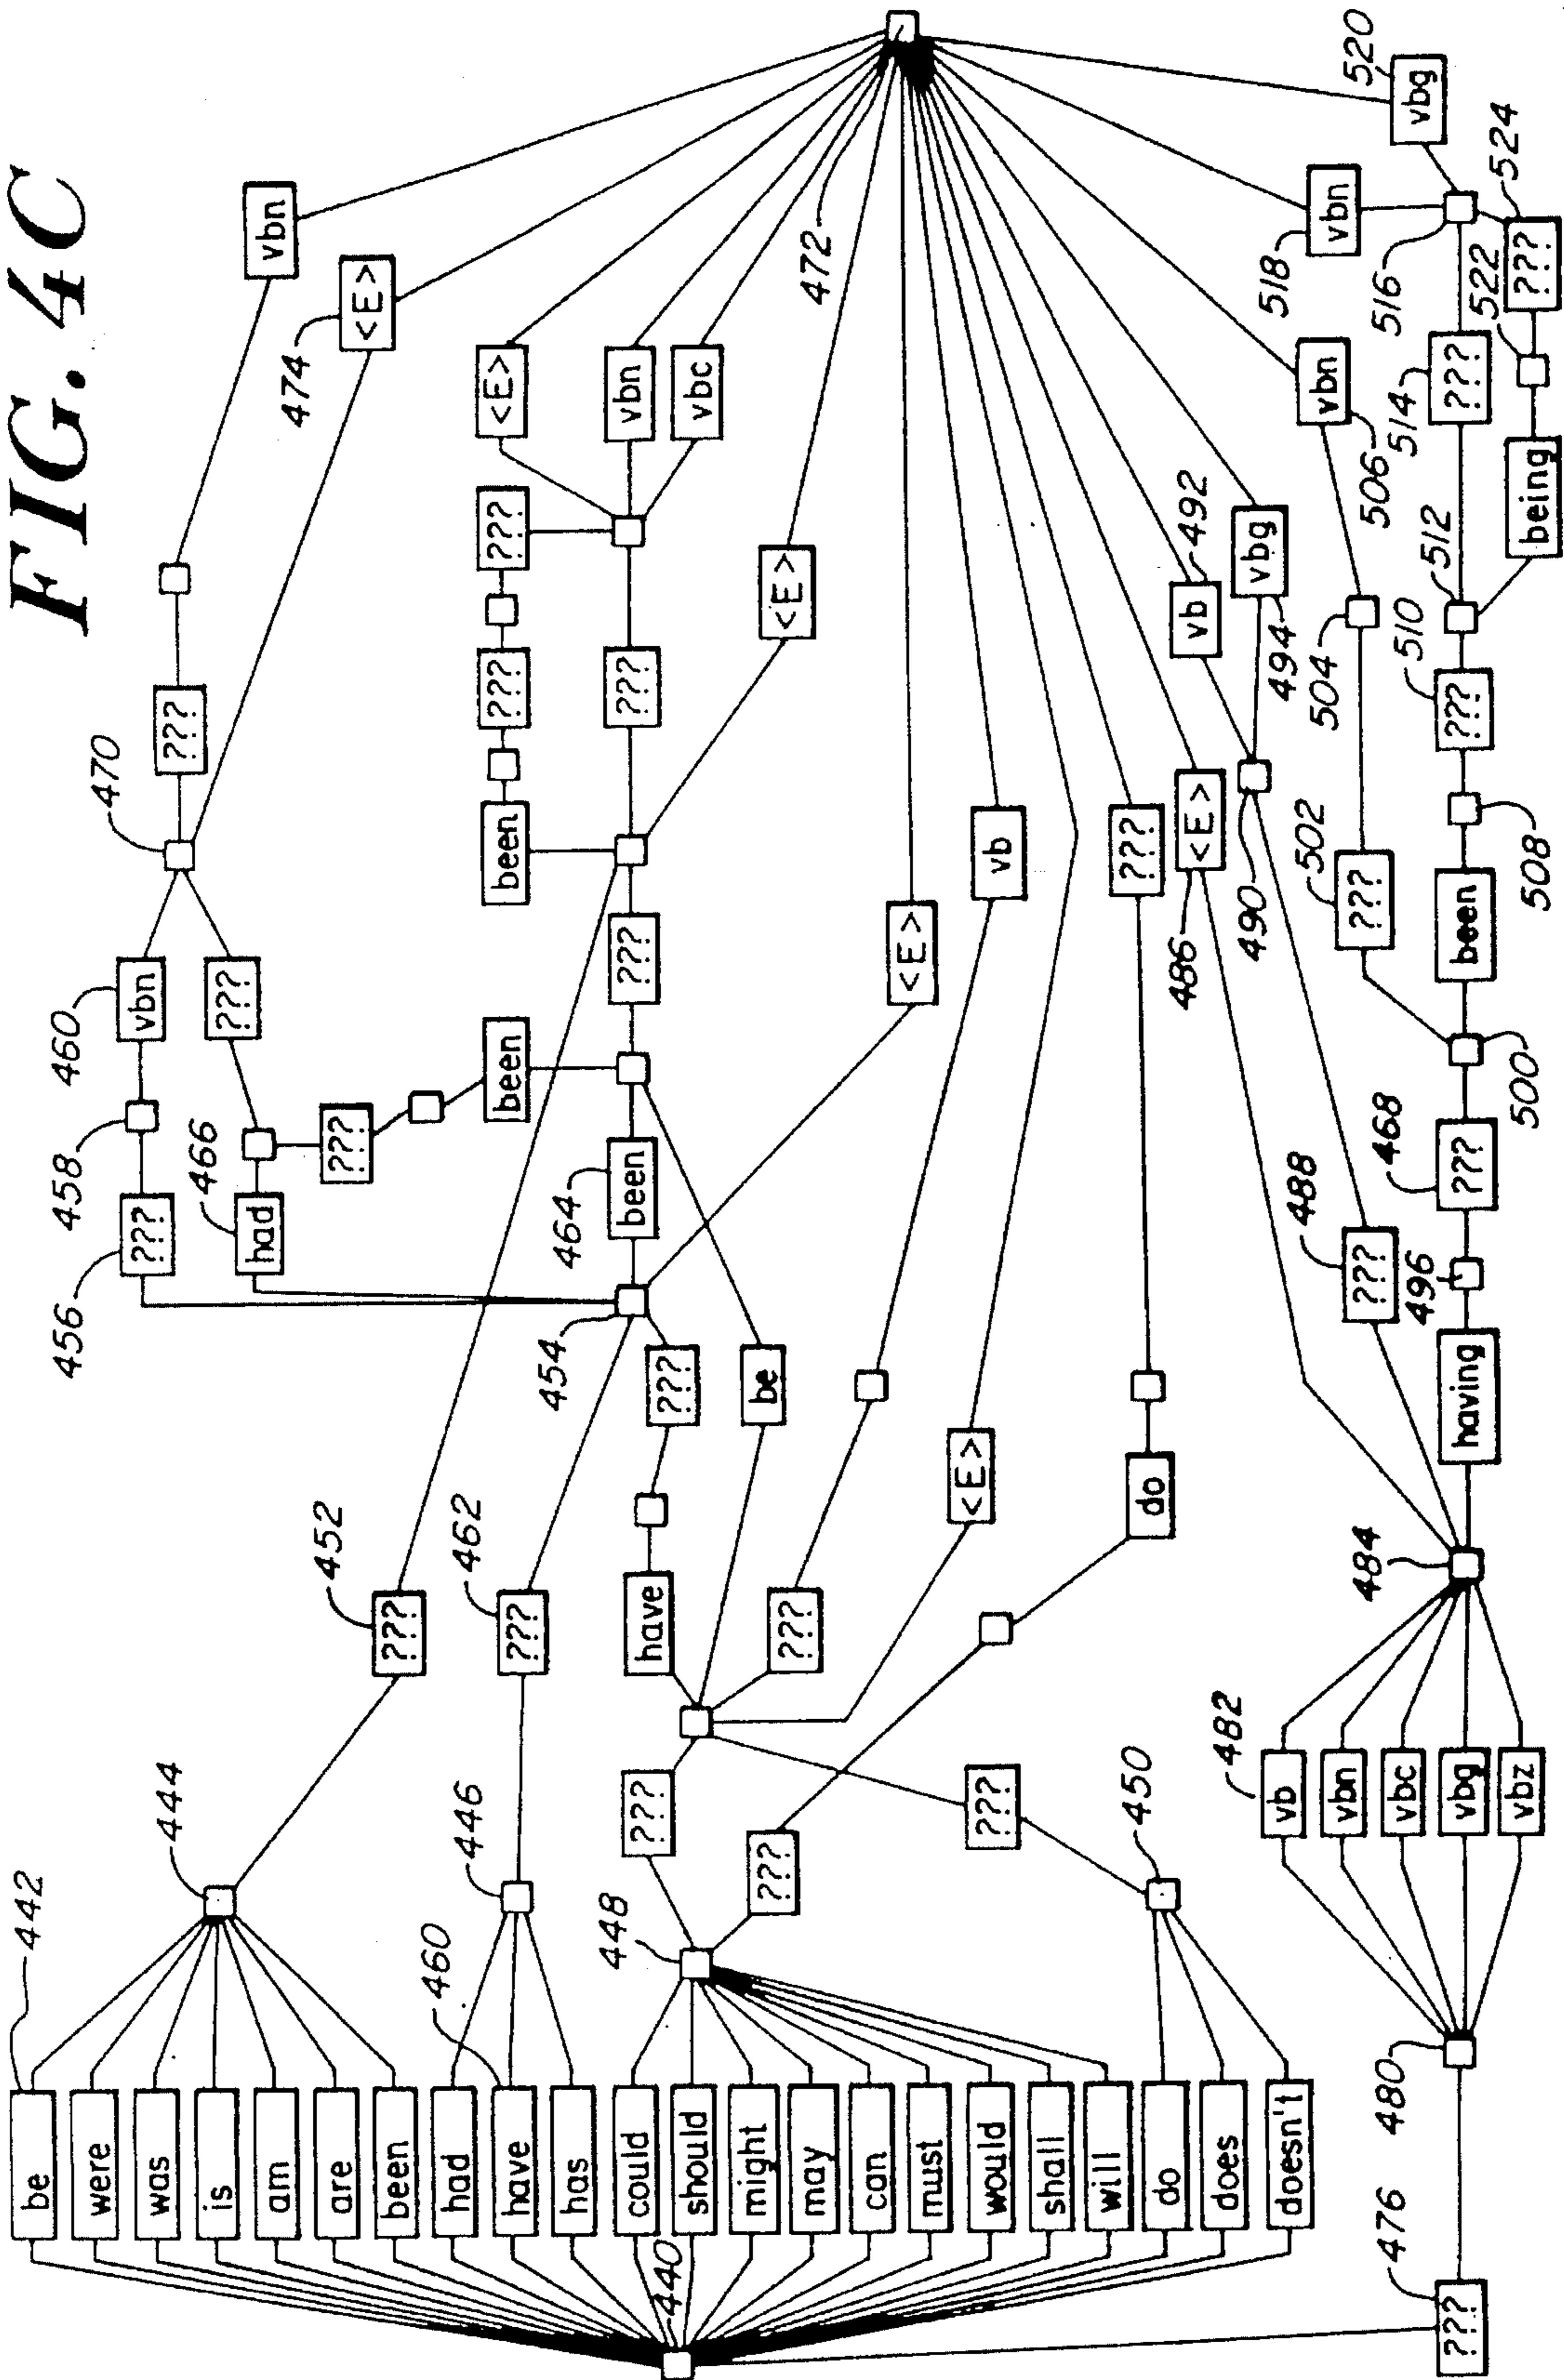 FIG. 4C
442
be
were
was
is
am
are
been
had
have
has
could
should
might
may
can
must
would
shall
will
do
does
doesn't
440
444
446
460
448
450
452
???
462
???
???
???
???
have
???
be
???
<E>
do
???
456
???
458
460
vbn
466
had
???
???
been
470
???
vbn
474
<E>
454
464
been
???
been
???
???
???
<E>
vbn
vbc
<E>
472
<E>
vb
???
486
<E>
488
???
490
492
vb
494
vbg
476
???
480
482
vb
vbn
vbc
vbg
vbz
484
having
496
468
???
500
502
???
504
506
vbn
been
508
510
???
512
514
???
516
518
vbn
520
vbg
being
522
524
???